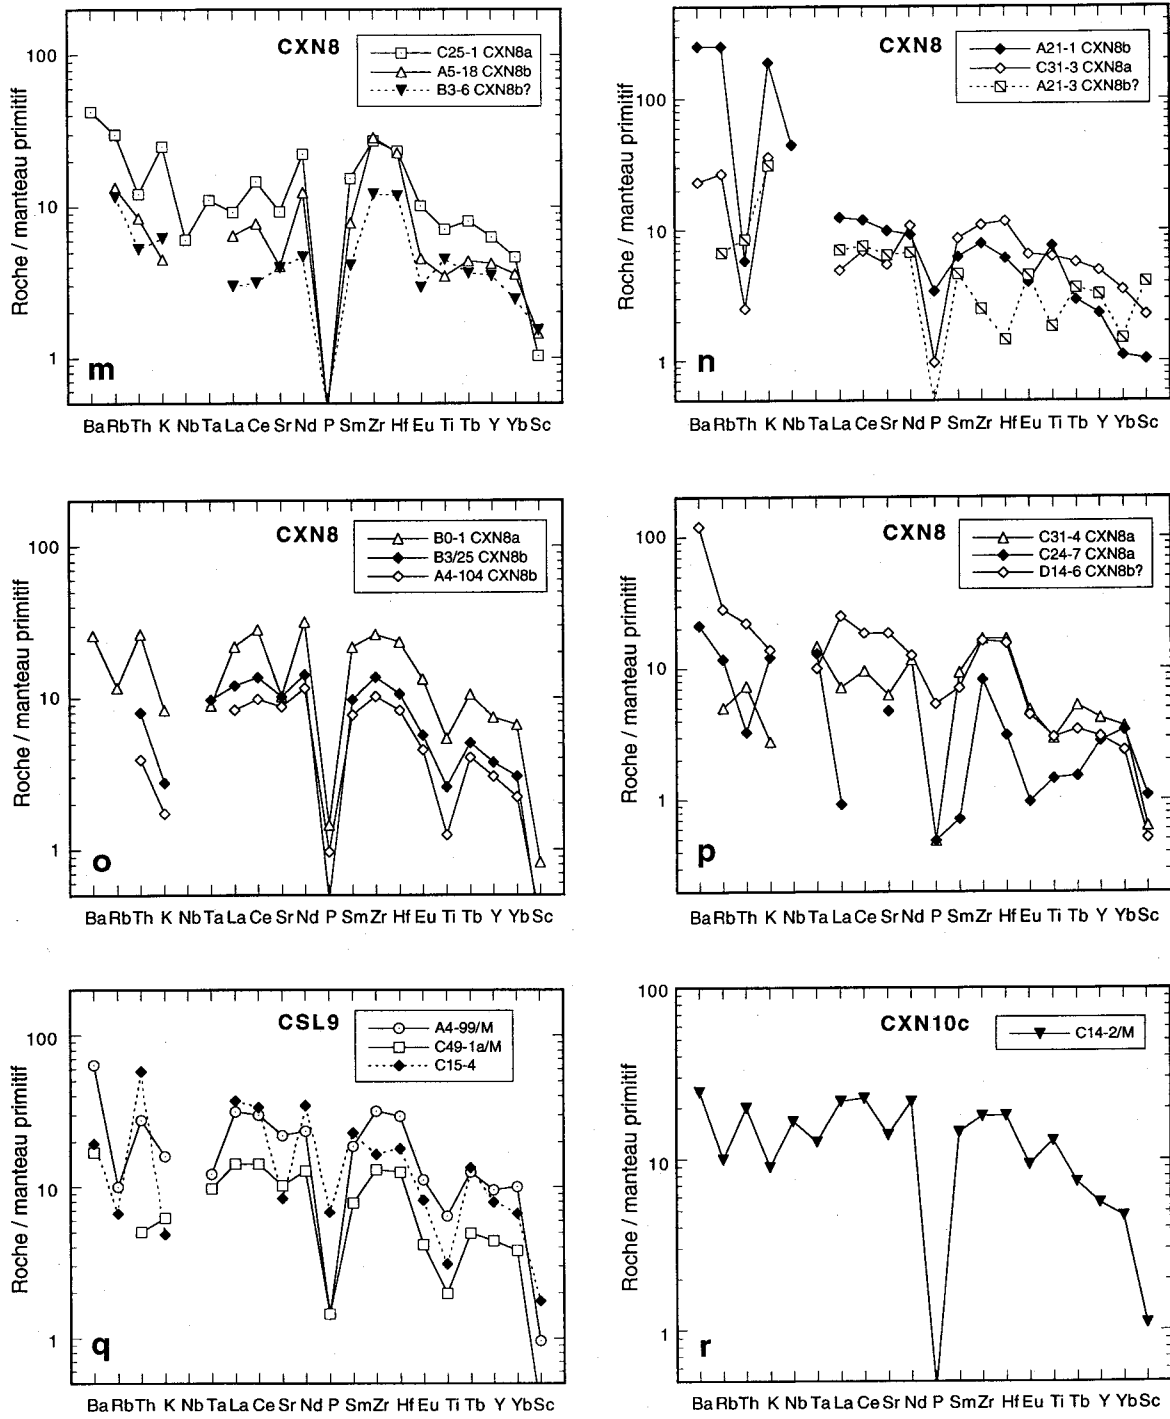 CXN8
C25-1 CXN8a
A5-18 CXN8b
B3-6 CXN8b?
Roche / manteau primitif
100
10
1
m
Ba Rb Th K Nb Ta La Ce Sr Nd P Sm Zr Hf Eu Ti Tb Y Yb Sc
CXN8
A21-1 CXN8b
C31-3 CXN8a
A21-3 CXN8b?
Roche / manteau primitif
100
10
1
n
Ba Rb Th K Nb Ta La Ce Sr Nd P Sm Zr Hf Eu Ti Tb Y Yb Sc
CXN8
B0-1 CXN8a
B3/25 CXN8b
A4-104 CXN8b
Roche / manteau primitif
100
10
1
o
Ba Rb Th K Nb Ta La Ce Sr Nd P Sm Zr Hf Eu Ti Tb Y Yb Sc
CXN8
C31-4 CXN8a
C24-7 CXN8a
D14-6 CXN8b?
Roche / manteau primitif
100
10
1
p
Ba Rb Th K Nb Ta La Ce Sr Nd P Sm Zr Hf Eu Ti Tb Y Yb Sc
CSL9
A4-99/M
C49-1a/M
C15-4
Roche / manteau primitif
100
10
1
q
Ba Rb Th K Nb Ta La Ce Sr Nd P Sm Zr Hf Eu Ti Tb Y Yb Sc
CXN10c
C14-2/M
Roche / manteau primitif
100
10
1
r
Ba Rb Th K Nb Ta La Ce Sr Nd P Sm Zr Hf Eu Ti Tb Y Yb Sc